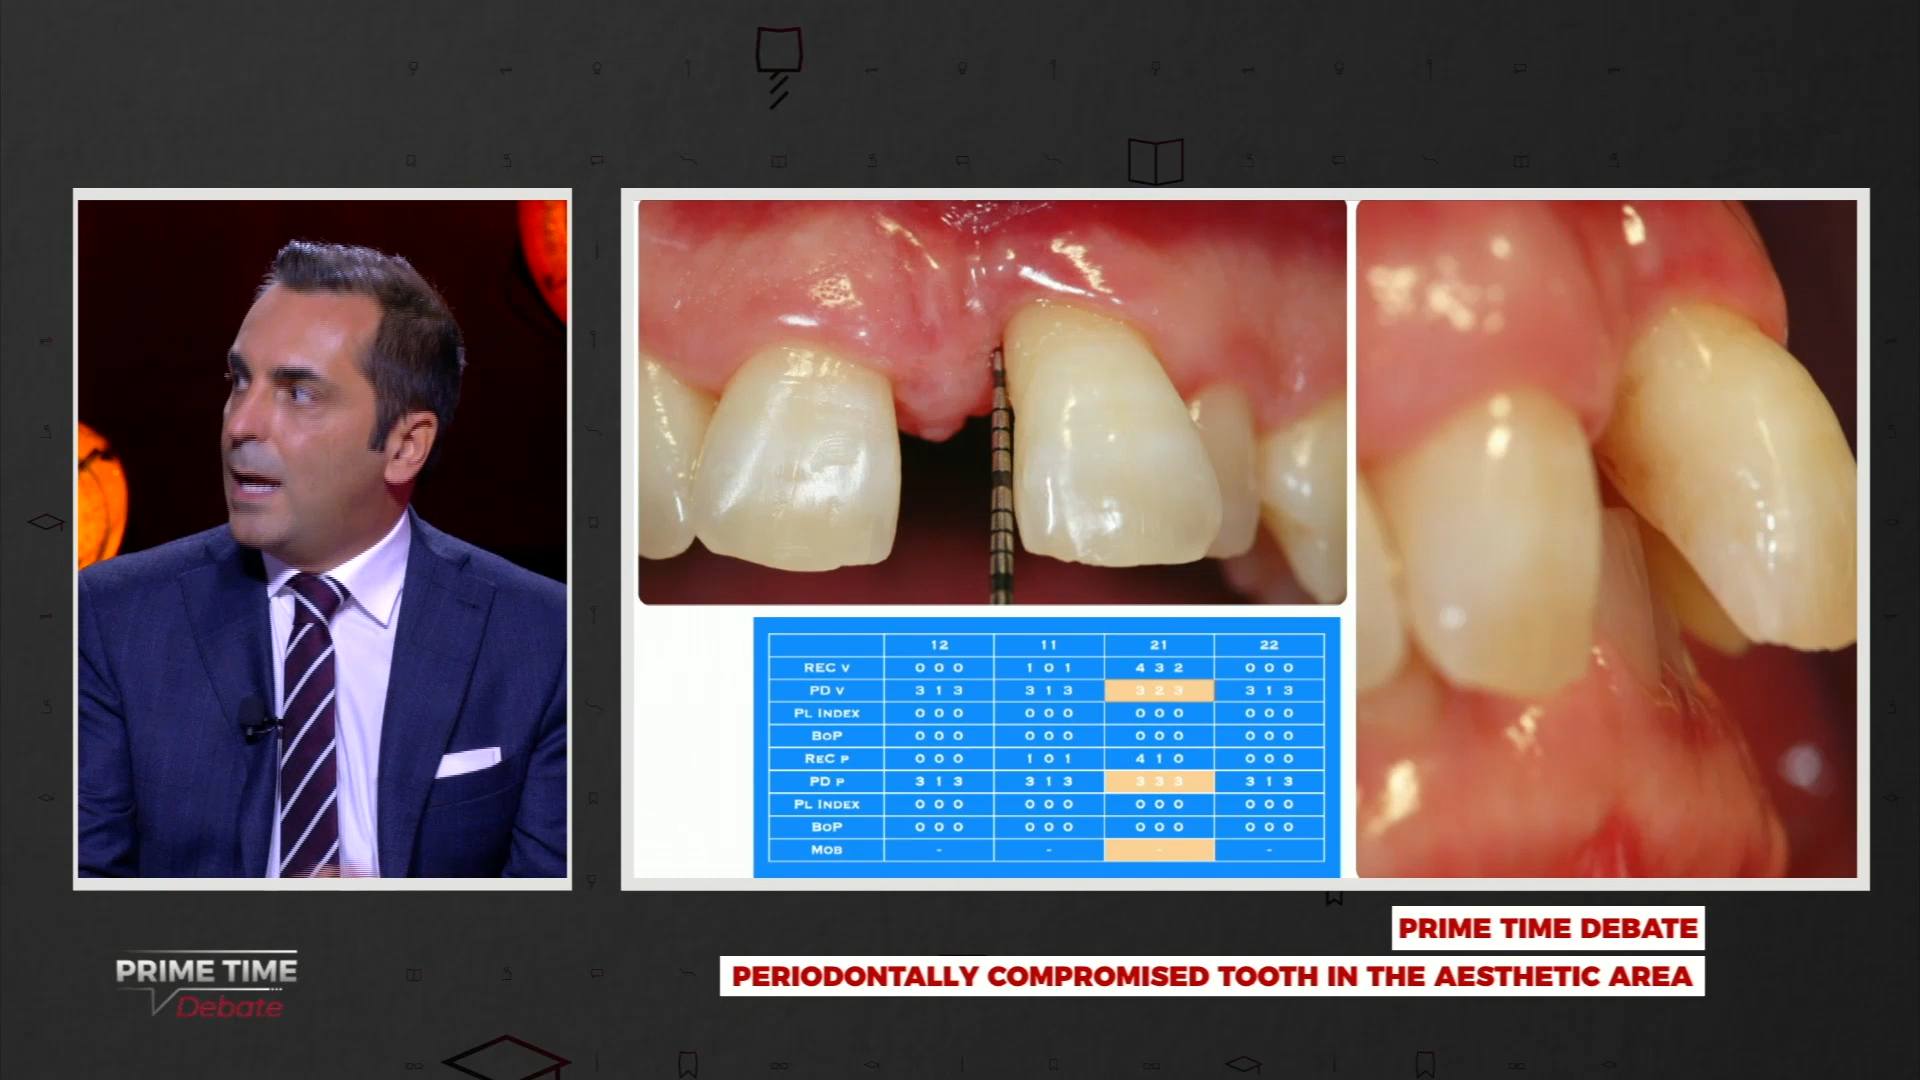 12 11 21 22
REC V 0 0 0 1 0 1 4 3 2 0 0 0
PD V 3 1 3 3 1 3 3 2 3 3 1 3
PL INDEX 0 0 0 0 0 0 0 0 0 0 0 0
BOP 0 0 0 0 0 0 0 0 0 0 0 0
REC P 0 0 0 1 0 1 4 1 0 0 0 0
PD P 3 1 3 3 1 3 3 3 3 3 1 3
PL INDEX 0 0 0 0 0 0 0 0 0 0 0 0
BOP 0 0 0 0 0 0 0 0 0 0 0 0
MOB - - - -
PRIME TIME DEBATE
PERIODONTALLY COMPROMISED TOOTH IN THE AESTHETIC AREA
PRIME TIME
Debate